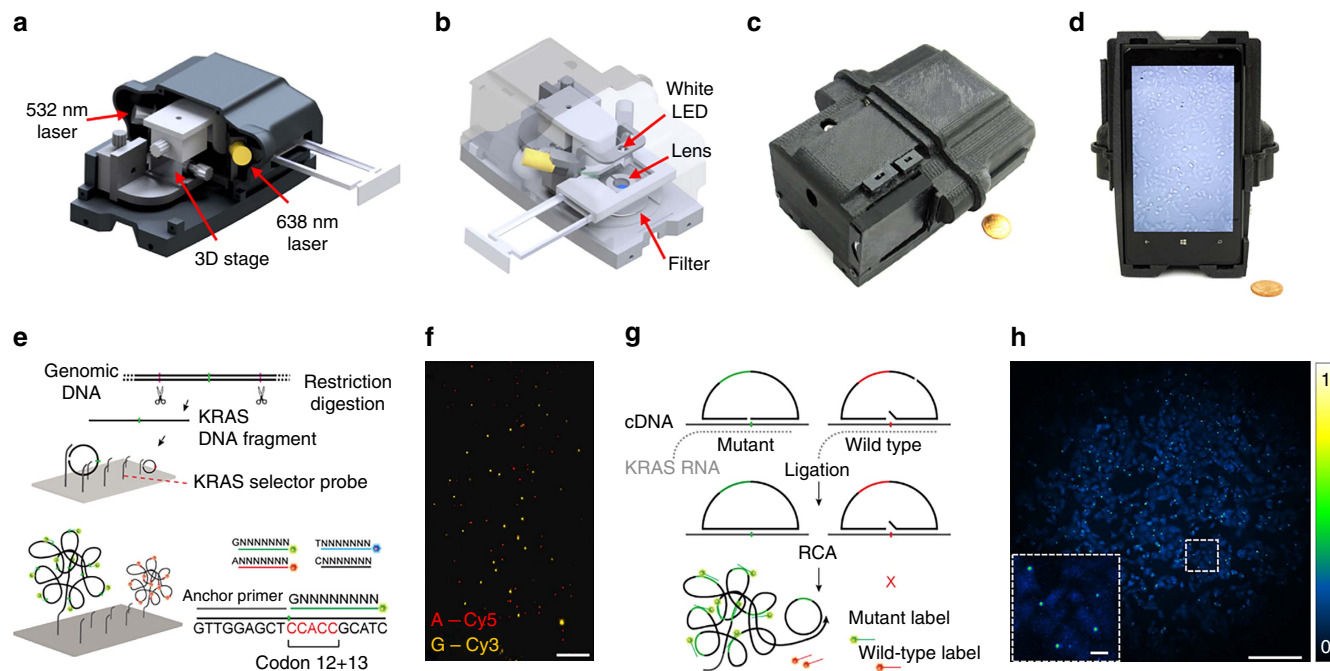 a
532 nm
laser
638 nm
laser
3D stage
b
White
LED
Lens
Filter
c
d
e
Genomic
DNA
Restriction
digestion
KRAS
DNA fragment
KRAS selector probe
GNNNNNNN
TNNNNNNN
ANNNNNNN
CNNNNNNN
Anchor primer
GNNNNNNNN
GTTGGAGCTCCACCGCATC
Codon 12+13
f
A – Cy5
G – Cy3
g
cDNA
Mutant
Wild type
KRAS RNA
Ligation
RCA
X
Mutant label
Wild-type label
h
1
0